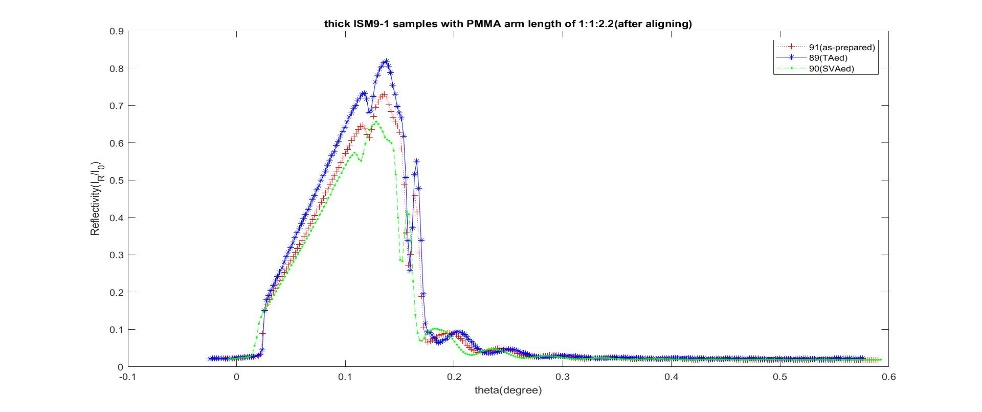 thick ISM9-1 samples with PMMA arm length of 1:1:2.2(after aligning)
0.9
0.8
0.7
0.6
0.5
0.4
0.3
0.2
0.1
0
Reflectivity(I_R/I_0)
91(as-prepared)
89(TAed)
90(SVAed)
-0.1 0 0.1 0.2 0.3 0.4 0.5 0.6
theta(degree)